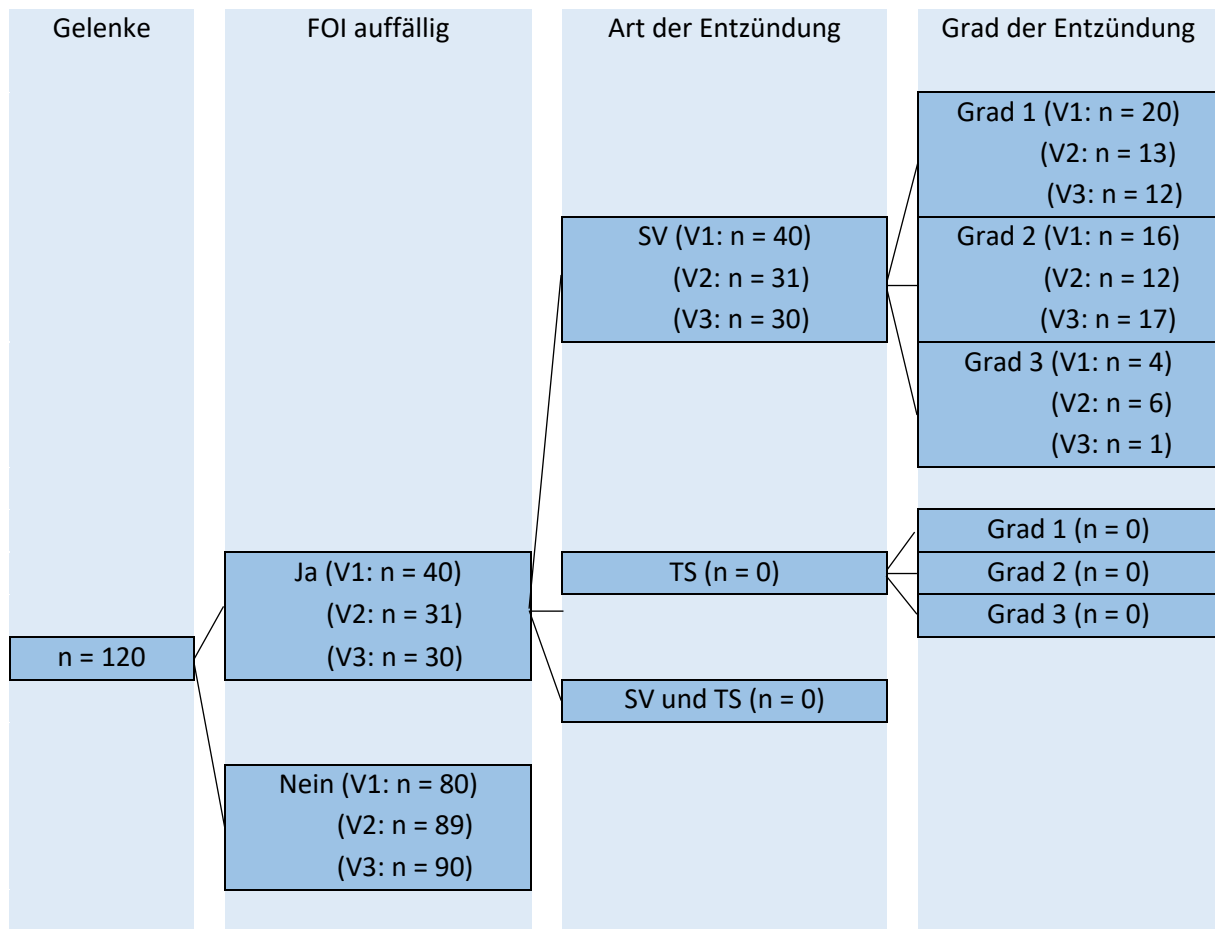 Gelenke
FOI auffällig
Art der Entzündung
Grad der Entzündung
n = 120
Ja (V1: n = 40)
(V2: n = 31)
(V3: n = 30)
Nein (V1: n = 80)
(V2: n = 89)
(V3: n = 90)
SV (V1: n = 40)
(V2: n = 31)
(V3: n = 30)
TS (n = 0)
SV und TS (n = 0)
Grad 1 (V1: n = 20)
(V2: n = 13)
(V3: n = 12)
Grad 2 (V1: n = 16)
(V2: n = 12)
(V3: n = 17)
Grad 3 (V1: n = 4)
(V2: n = 6)
(V3: n = 1)
Grad 1 (n = 0)
Grad 2 (n = 0)
Grad 3 (n = 0)